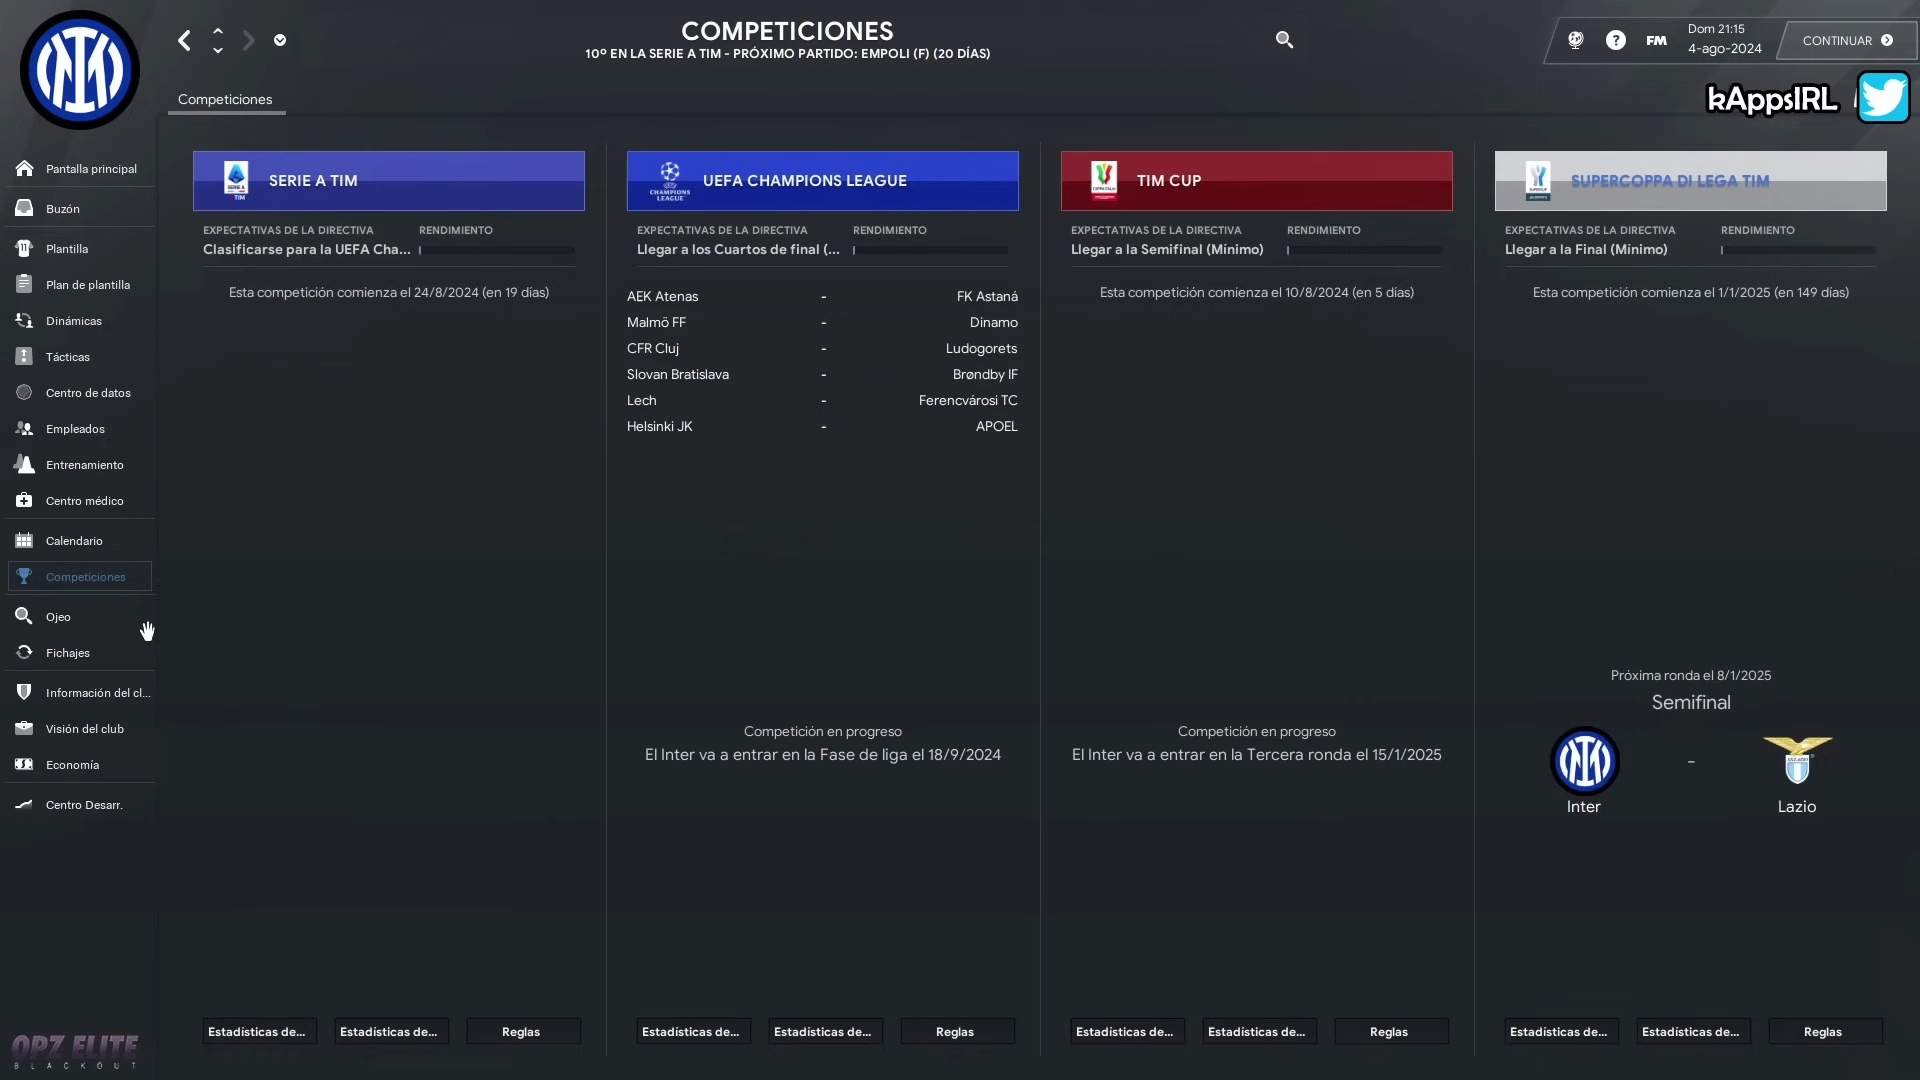 COMPETICIONES
10º EN LA SERIE A TIM - PRÓXIMO PARTIDO: EMPOLI (F) (20 DÍAS)
FM
Dom 21:15
4-ago-2024
CONTINUAR
kAppsIRL
Competiciones
Pantalla principal
Buzón
Plantilla
Plan de plantilla
Dinámicas
Tácticas
Centro de datos
Empleados
Entrenamiento
Centro médico
Calendario
Competiciones
Ojeo
Fichajes
Información del cl...
Visión del club
Economía
Centro Desarr.
OPZ ELITE
BLACKOUT
SERIE A TIM
EXPECTATIVAS DE LA DIRECTIVA
RENDIMIENTO
Clasificarse para la UEFA Cha...
Esta competición comienza el 24/8/2024 (en 19 días)
Estadísticas de...
Estadísticas de...
Reglas
CHAMPIONS
LEAGUE
UEFA CHAMPIONS LEAGUE
EXPECTATIVAS DE LA DIRECTIVA
RENDIMIENTO
Llegar a los Cuartos de final (...
AEK Atenas - FK Astaná
Malmö FF - Dinamo
CFR Cluj - Ludogorets
Slovan Bratislava - Brøndby IF
Lech - Ferencvárosi TC
Helsinki JK - APOEL
Competición en progreso
El Inter va a entrar en la Fase de liga el 18/9/2024
Estadísticas de...
Estadísticas de...
Reglas
TIM CUP
EXPECTATIVAS DE LA DIRECTIVA
RENDIMIENTO
Llegar a la Semifinal (Mínimo)
Esta competición comienza el 10/8/2024 (en 5 días)
Competición en progreso
El Inter va a entrar en la Tercera ronda el 15/1/2025
Estadísticas de...
Estadísticas de...
Reglas
SUPERCOPPA DI LEGA TIM
EXPECTATIVAS DE LA DIRECTIVA
RENDIMIENTO
Llegar a la Final (Mínimo)
Esta competición comienza el 1/1/2025 (en 149 días)
Próxima ronda el 8/1/2025
Semifinal
-
Inter
Lazio
Estadísticas de...
Estadísticas de...
Reglas